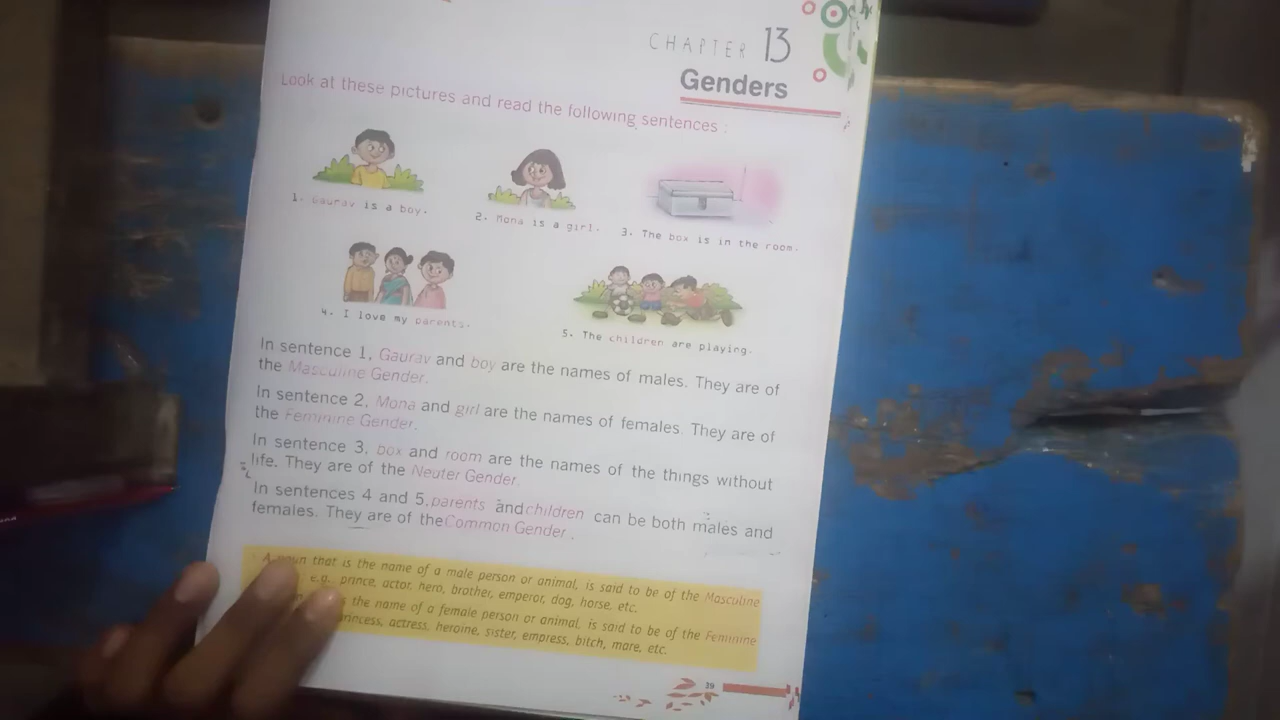 CHAPTER 13
Genders
Look at these pictures and read the following sentences :
1. Gaurav is a boy.
2. Mona is a girl.
3. The box is in the room.
4. I love my parents.
5. The children are playing.
In sentence 1, Gaurav and boy are the names of males. They are of
the Masculine Gender.
In sentence 2, Mona and girl are the names of females. They are of
the Feminine Gender.
In sentence 3, box and room are the names of the things without
life. They are of the Neuter Gender.
In sentences 4 and 5, parents and children can be both males and
females. They are of the Common Gender.
A noun that is the name of a male person or animal, is said to be of the Masculine
e.g., prince, actor, hero, brother, emperor, dog, horse, etc.
the name of a female person or animal, is said to be of the Feminine
princess, actress, heroine, sister, empress, bitch, mare, etc.
39